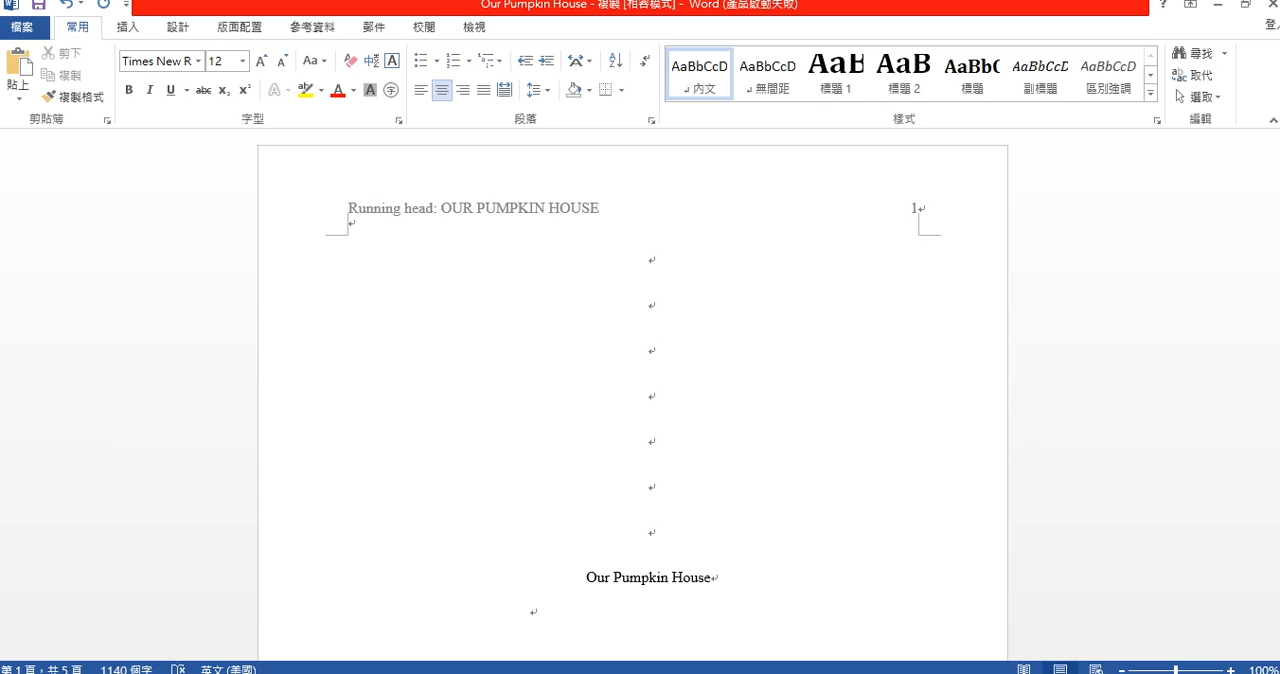 Our Pumpkin House - 複製 [相容模式] - Word (產品啟動失敗)
檔案 常用 插入 設計 版面配置 參考資料 郵件 校閱 檢視 登
貼上
剪下
複製
複製格式
剪貼簿
Times New R 12
字型
段落
AaBbCcD 內文
AaBbCcD 無間距
AaB 標題 1
AaB 標題 2
AaBb( 標題
AaBbCcD 副標題
AaBbCcD 區別強調
樣式
尋找
取代
選取
編輯
Running head: OUR PUMPKIN HOUSE 1
Our Pumpkin House
第 1 頁，共 5 頁 1140 個字 英文 (美國) 100%